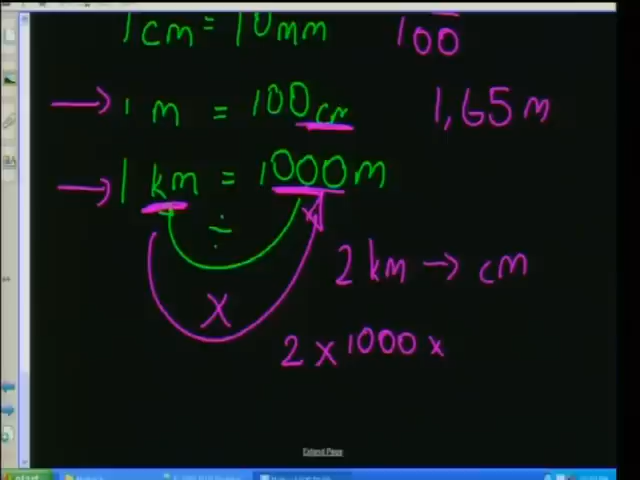 1 cm = 10 mm
100
→ 1 m = 100 cm
1,65 m
→ 1 km = 1000 m
÷
2 km → cm
x
2 x 1000 x
Extend Page
start